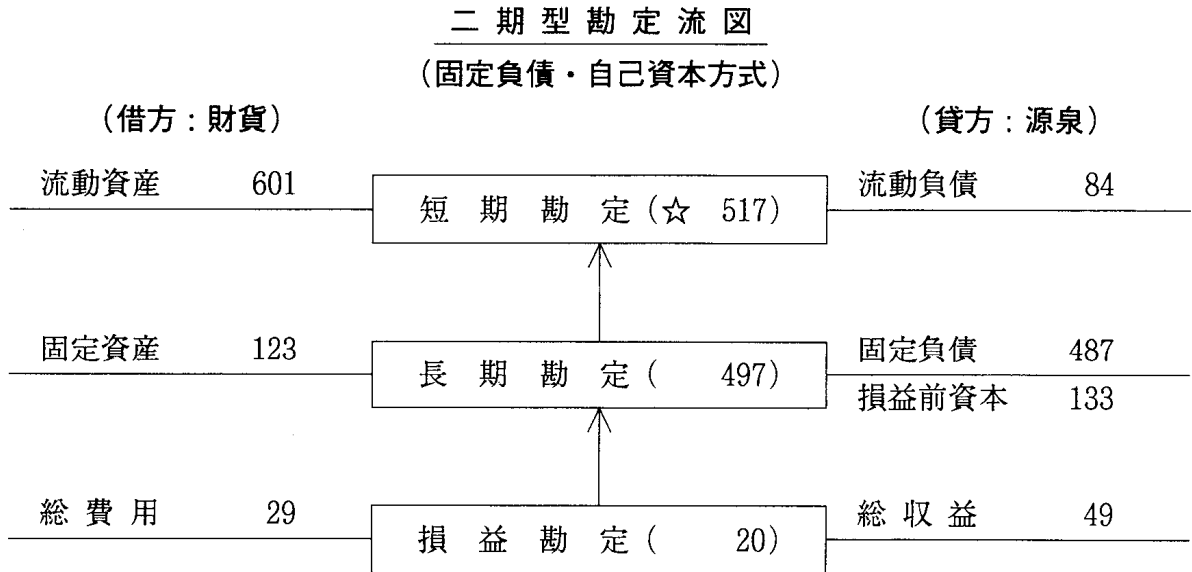 二期型勘定流図
(固定負債・自己資本方式)
(借方:財貨) (貸方:源泉)
流動資産 601 短期勘定(☆ 517) 流動負債 84
固定資産 123 長期勘定( 497) 固定負債 487
損益前資本 133
総費用 29 損益勘定( 20) 総収益 49